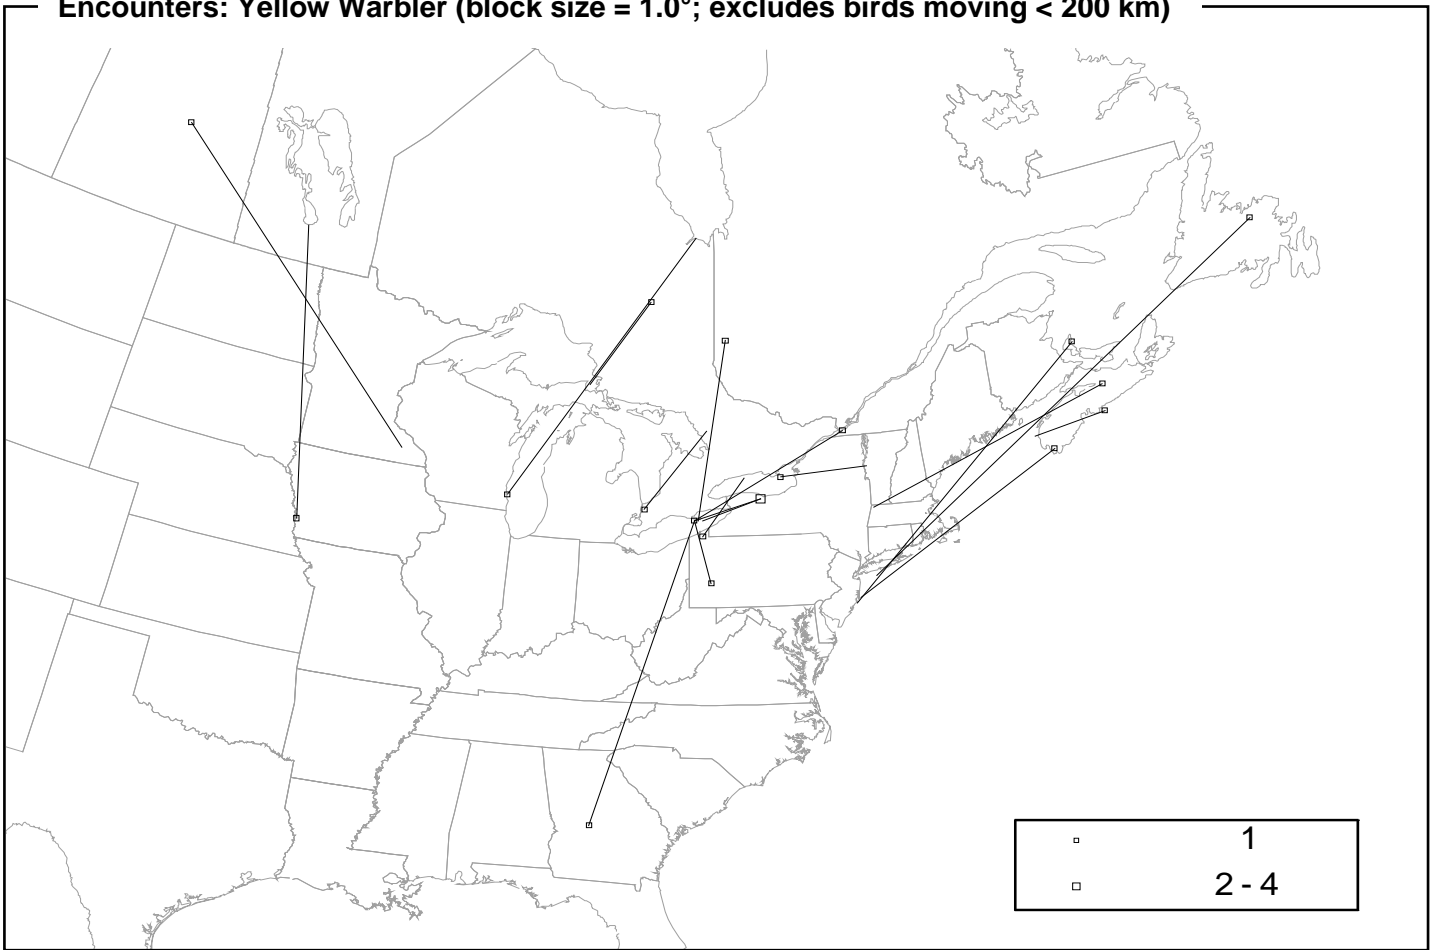 Encounters: Yellow Warbler (block size = 1.0°; excludes birds moving < 200 km)
1
2 - 4